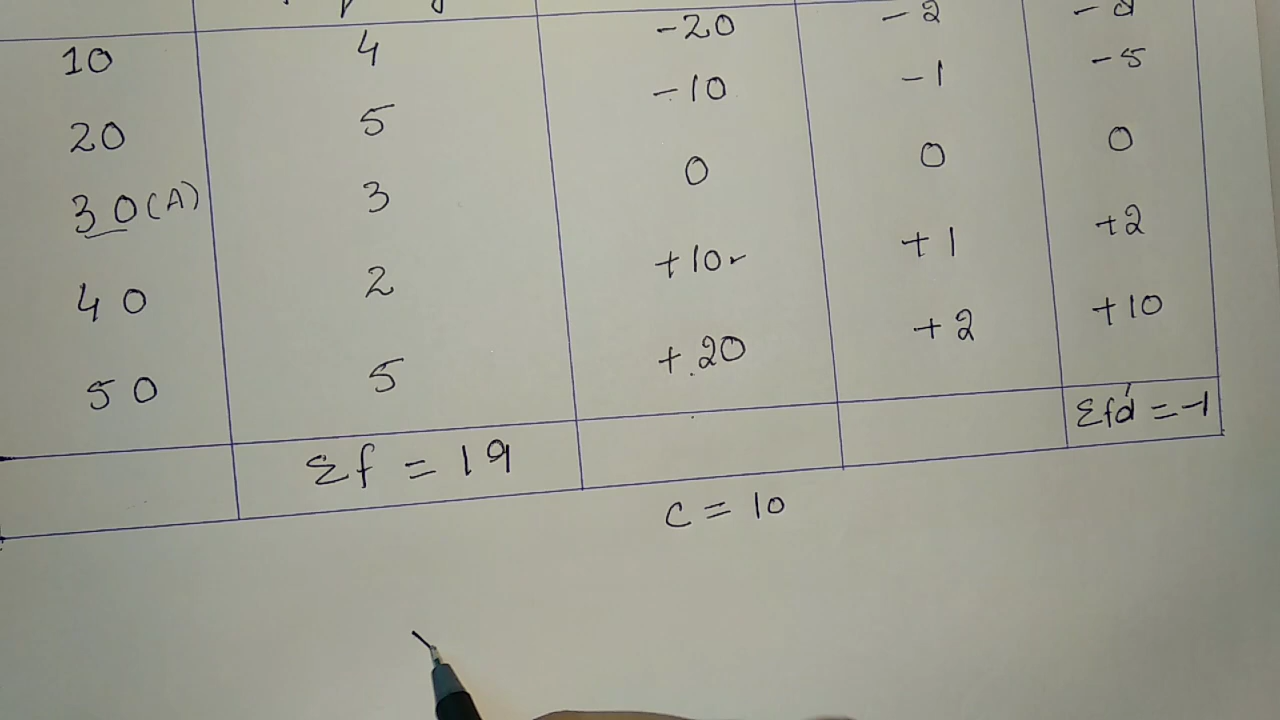 10 4 -20 -2
20 5 -10 -1 -5
30(A) 3 0 0 0
40 2 +10 +1 +2
50 5 +20 +2 +10
Σf = 19 Σfd' = -1
c = 10